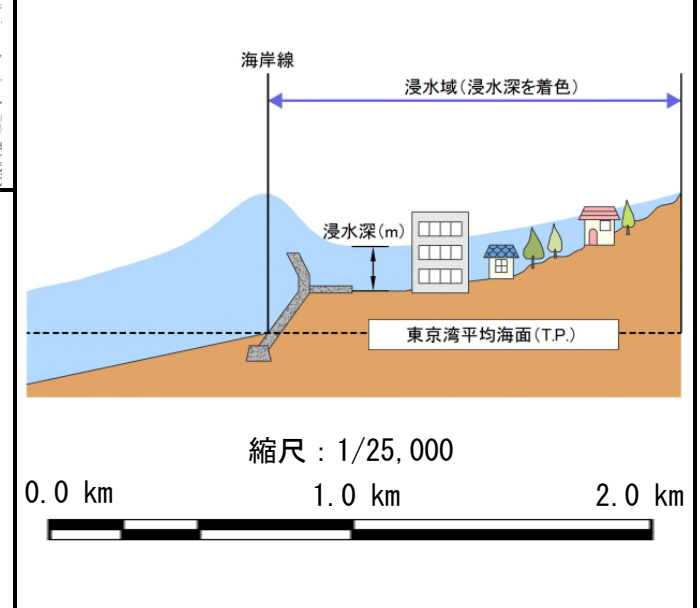 海岸線
浸水域(浸水深を着色)
浸水深(m)
東京湾平均海面(T.P.)
縮尺：1/25,000
0.0 km 1.0 km 2.0 km